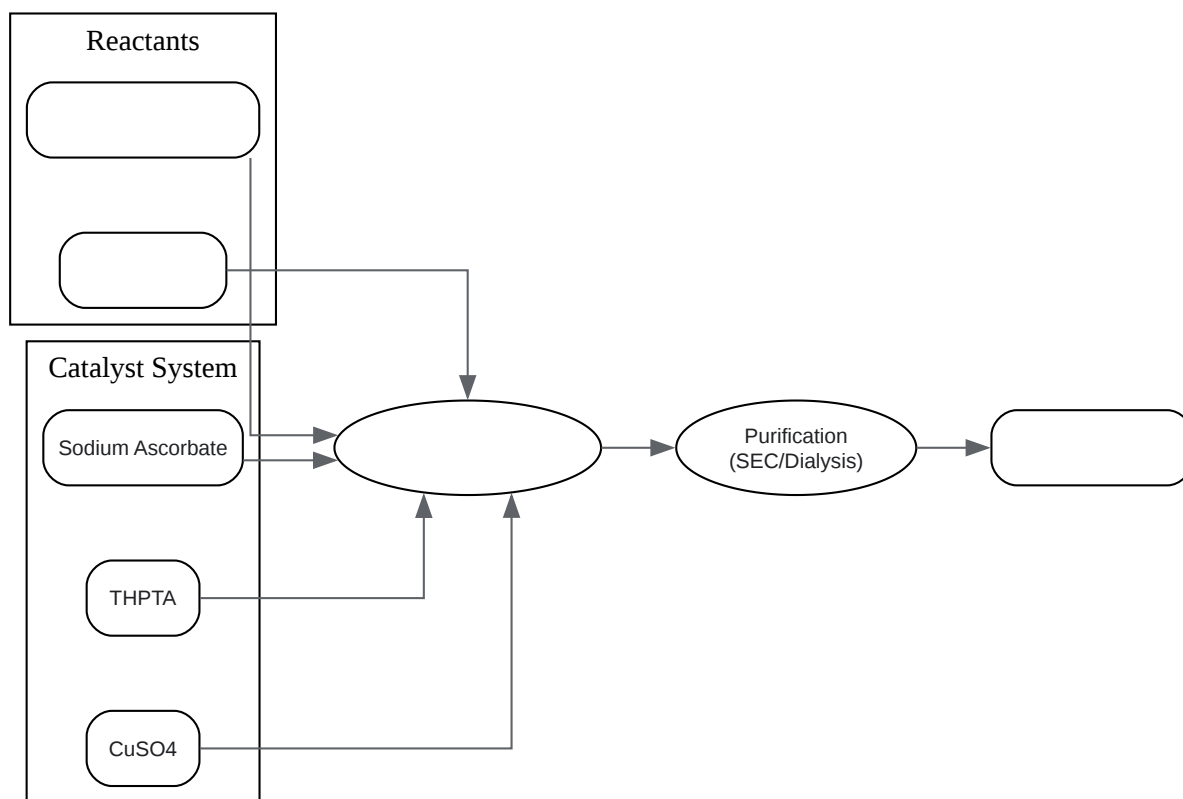 Reactants
Catalyst System
Sodium Ascorbate
Purification
(SEC/Dialysis)
THPTA
CuSO4